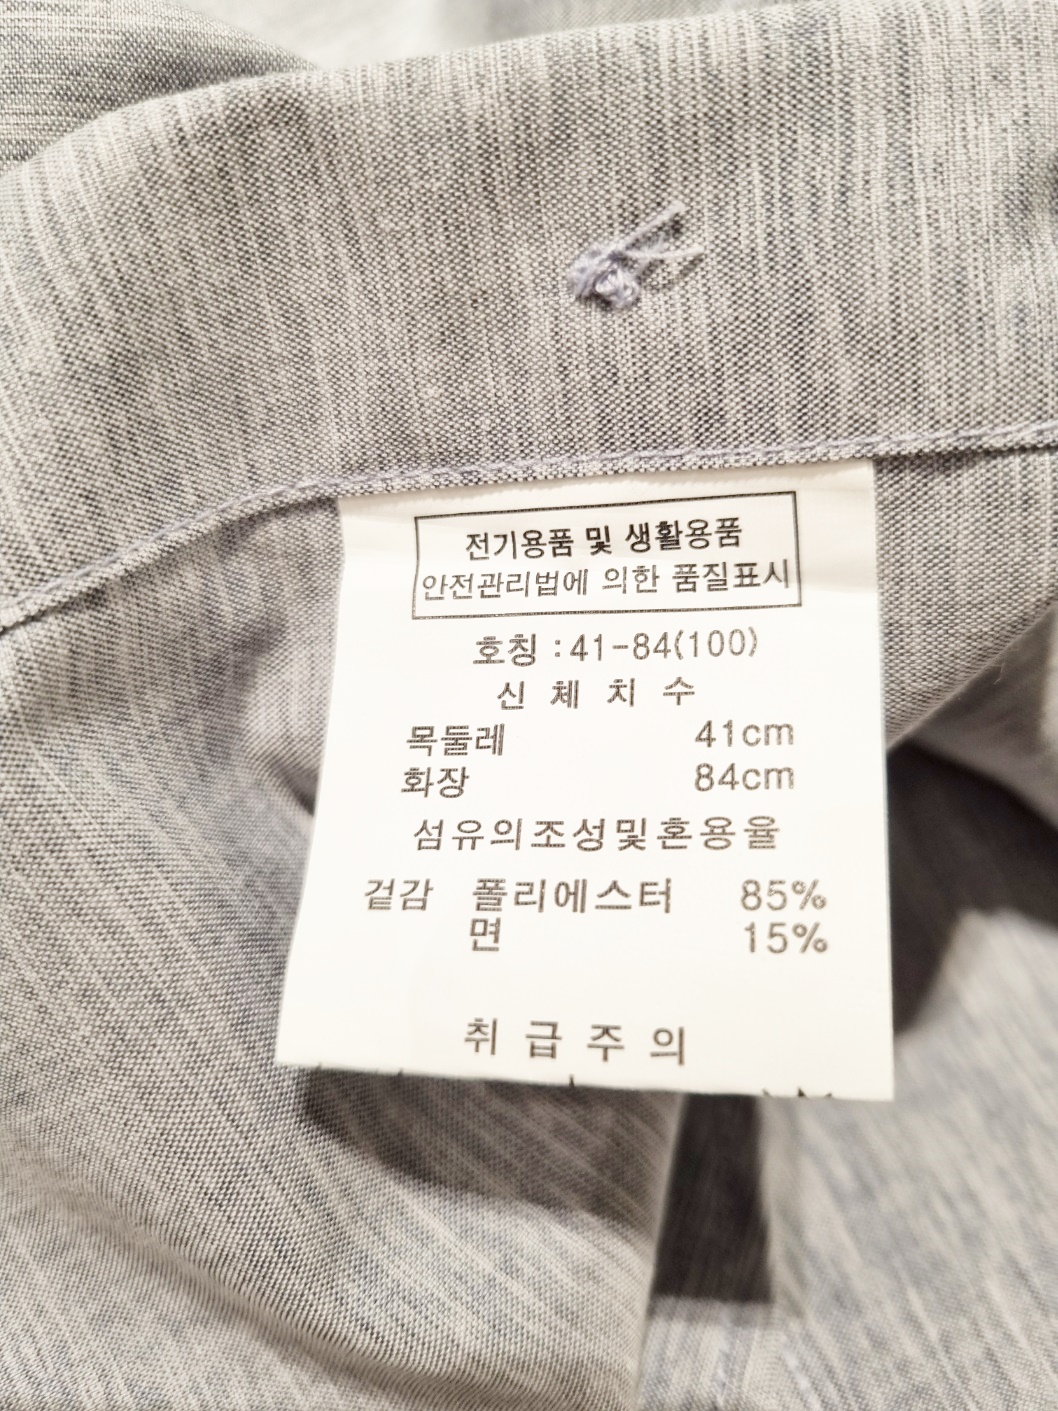 전기용품 및 생활용품
안전관리법에 의한 품질표시
호칭 : 41-84(100)
신 체 치 수
목둘레 41cm
화장 84cm
섬유의조성및혼용율
겉감 폴리에스터 85%
면 15%
취 급 주 의